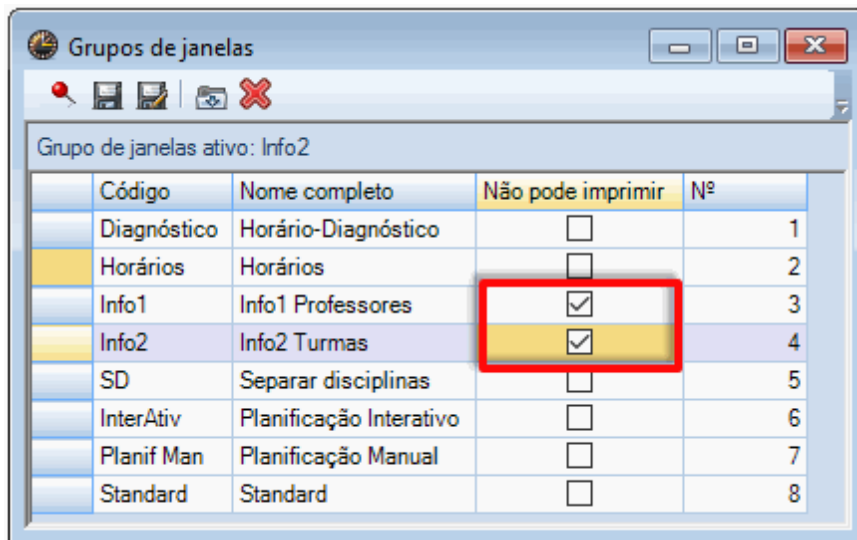 Grupos de janelas
Grupo de janelas ativo: Info2
Código Nome completo Não pode imprimir Nº
Diagnóstico Horário-Diagnóstico 1
Horários Horários 2
Info1 Info1 Professores 3
Info2 Info2 Turmas 4
SD Separar disciplinas 5
InterAtiv Planificação Interativo 6
Planif Man Planificação Manual 7
Standard Standard 8